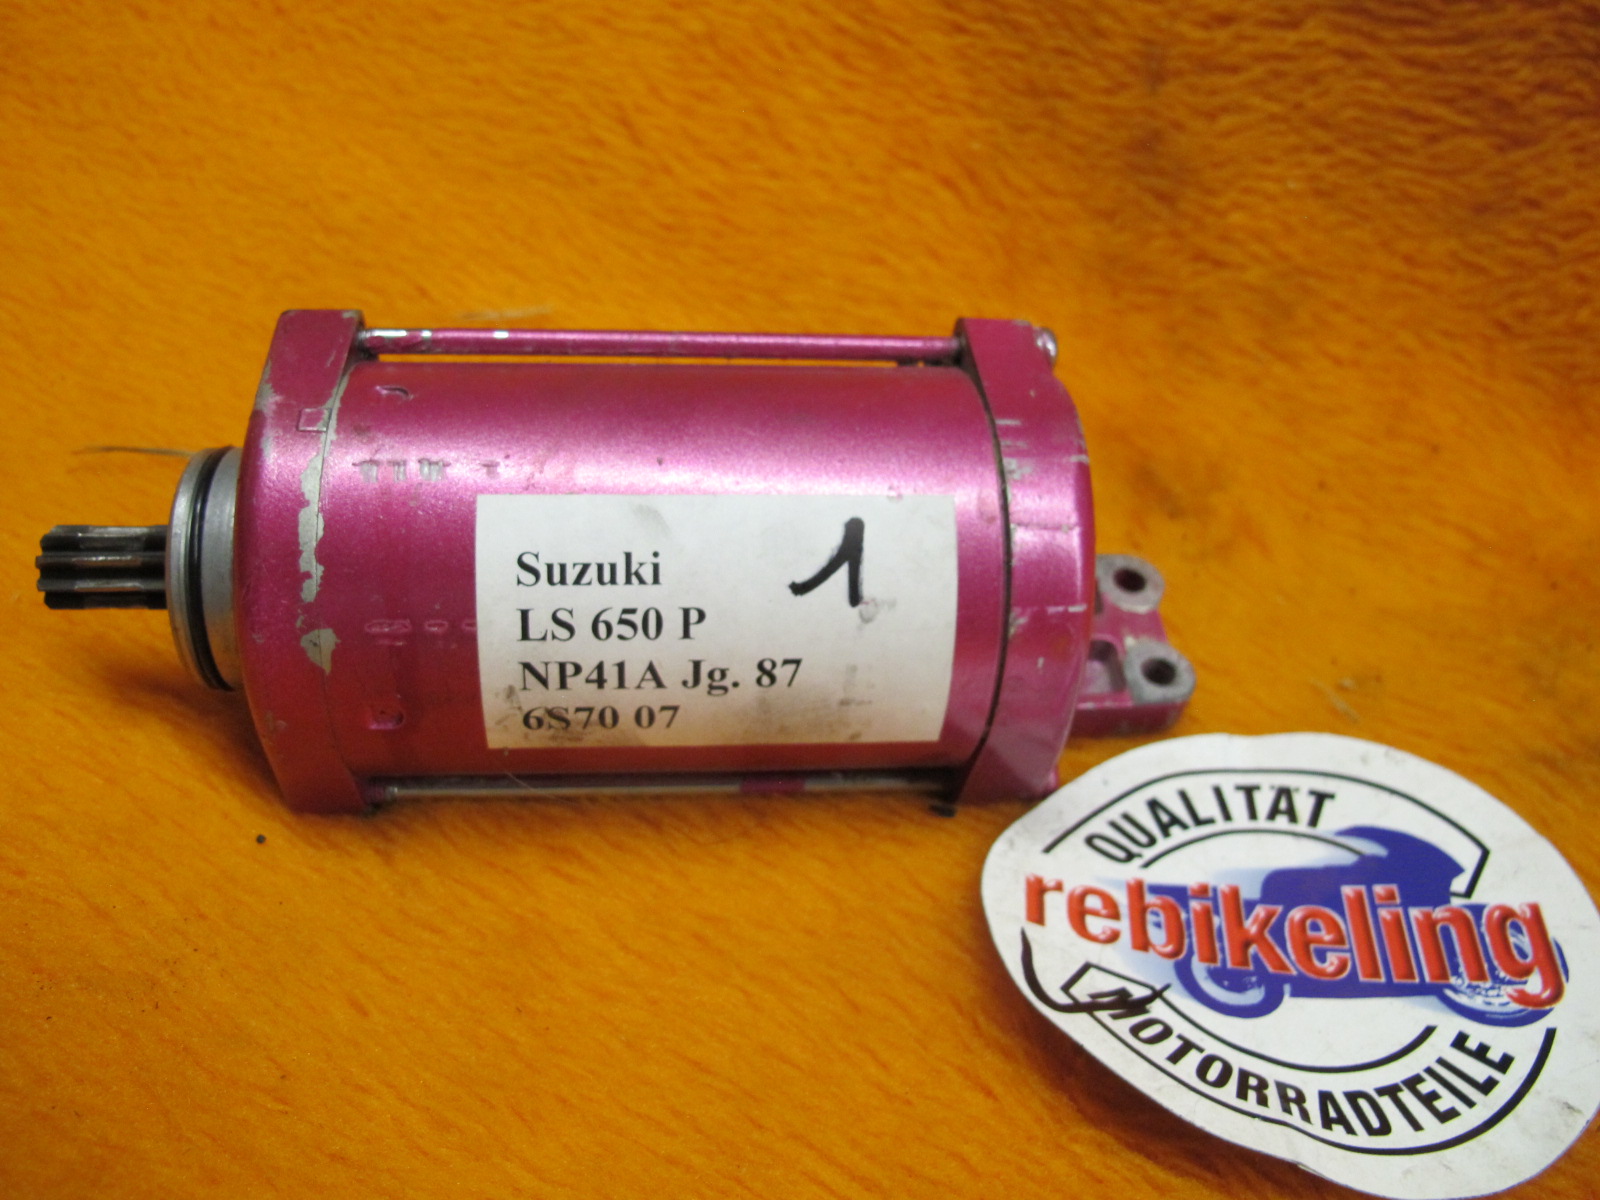 Suzuki
1
LS 650 P
NP41A Jg. 87
6S70 07
QUALITÄT
rebikeling
MOTORRADTEILE